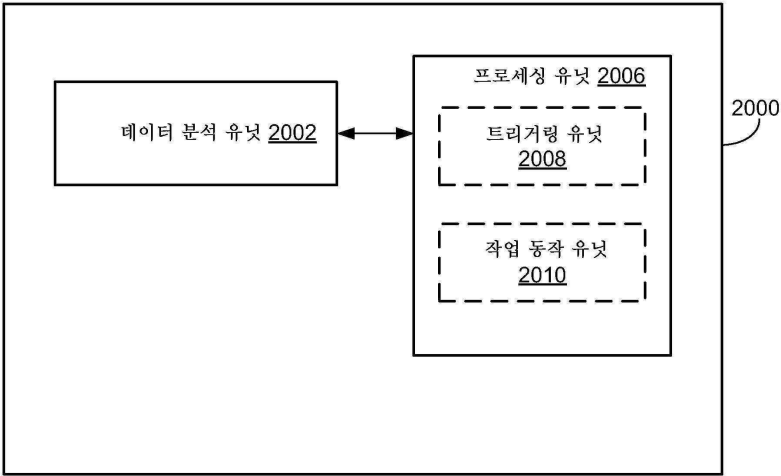 프로세싱 유닛 2006
데이터 분석 유닛 2002
트리거링 유닛
2008
2000
작업 동작 유닛
2010